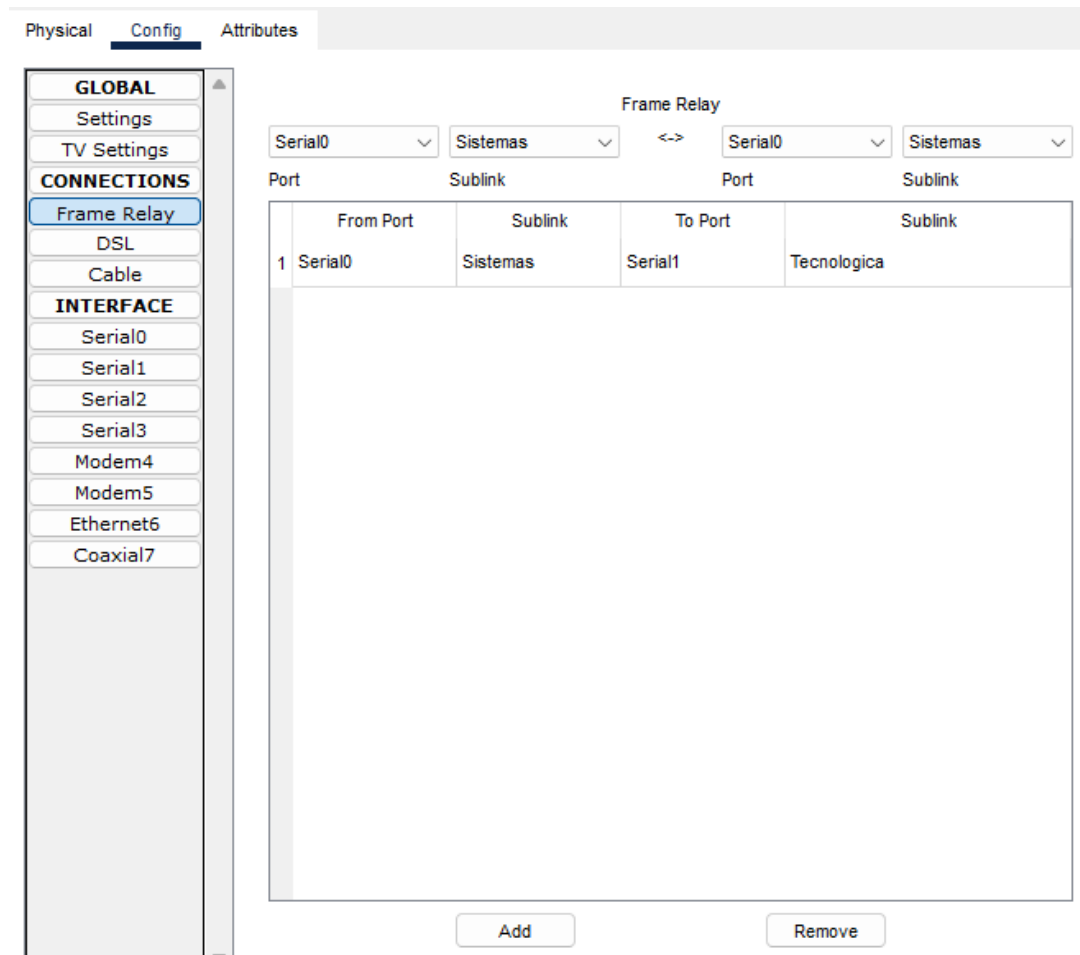 Physical Config Attributes
GLOBAL
Settings
TV Settings
CONNECTIONS
Frame Relay
DSL
Cable
INTERFACE
Serial0
Serial1
Serial2
Serial3
Modem4
Modem5
Ethernet6
Coaxial7
Frame Relay
Serial0 Sistemas <-> Serial0 Sistemas
Port Sublink Port Sublink
From Port Sublink To Port Sublink
1 Serial0 Sistemas Serial1 Tecnologica
Add Remove